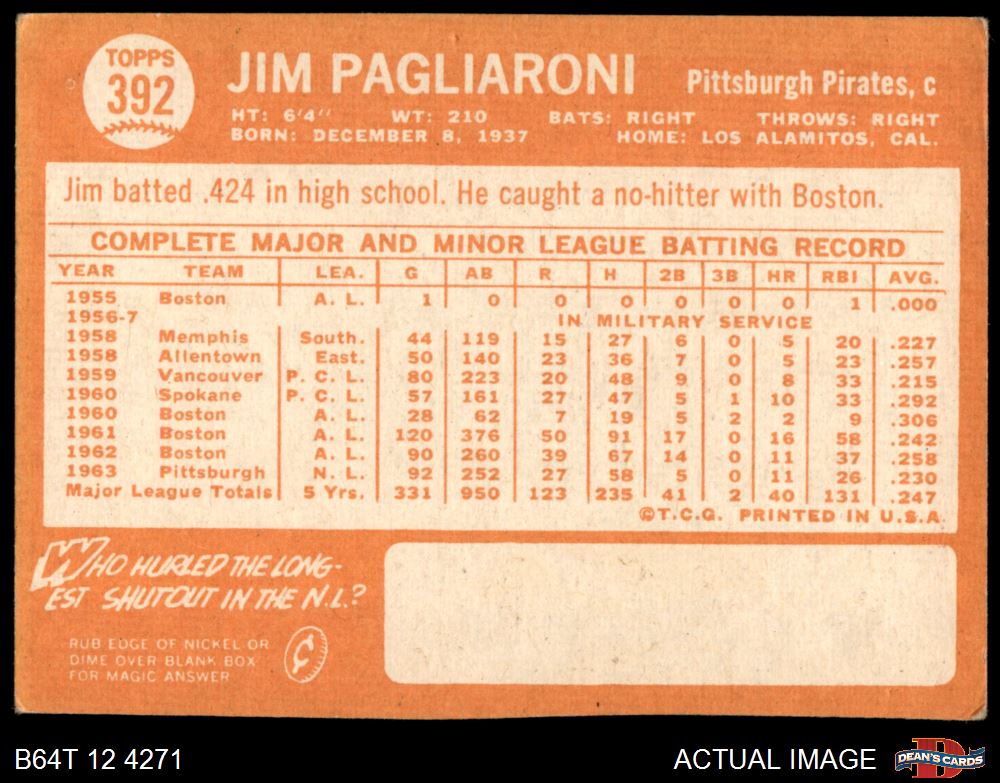 TOPPS
392
JIM PAGLIARONI
Pittsburgh Pirates, c
HT: 6'4" WT: 210 BATS: RIGHT THROWS: RIGHT
BORN: DECEMBER 8, 1937 HOME: LOS ALAMITOS, CAL.
Jim batted .424 in high school. He caught a no-hitter with Boston.
COMPLETE MAJOR AND MINOR LEAGUE BATTING RECORD
YEAR TEAM LEA. G AB R H 2B 3B HR RBI AVG.
1955 Boston A. L. 1 0 0 0 0 0 0 1 .000
1956-7 IN MILITARY SERVICE
1958 Memphis South. 44 119 15 27 6 0 5 20 .227
1958 Allentown East. 50 140 23 36 7 0 5 23 .257
1959 Vancouver P. C. L. 80 223 20 48 9 0 8 33 .215
1960 Spokane P. C. L. 57 161 27 47 5 1 10 33 .292
1960 Boston A. L. 28 62 7 19 5 2 2 9 .306
1961 Boston A. L. 120 376 50 91 17 0 16 58 .242
1962 Boston A. L. 90 260 39 67 14 0 11 37 .258
1963 Pittsburgh N. L. 92 252 27 58 5 0 11 26 .230
Major League Totals 5 Yrs. 331 950 123 235 41 2 40 131 .247
©T.C.G. PRINTED IN U.S.A.
WHO HURLED THE LONG-
EST SHUTOUT IN THE N.L.?
RUB EDGE OF NICKEL OR
DIME OVER BLANK BOX
FOR MAGIC ANSWER
¢
B64T 12 4271
ACTUAL IMAGE
D
DEAN'S CARDS